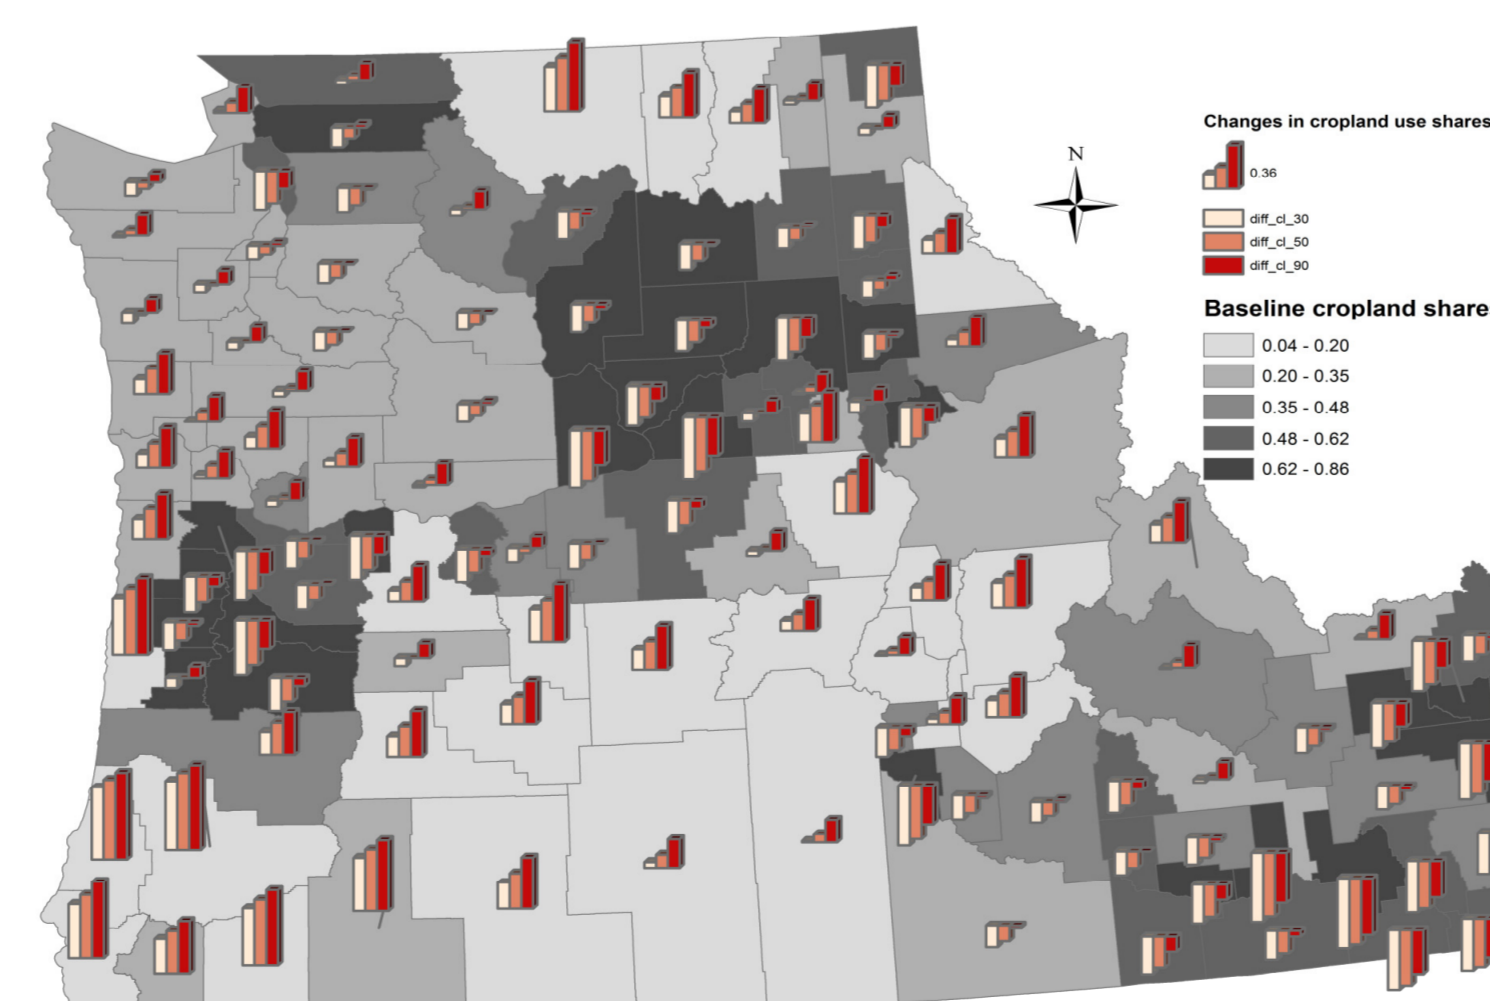 N
Changes in cropland use shares
0.36
diff_cl_30
diff_cl_50
diff_cl_90
Baseline cropland share
0.04 - 0.20
0.20 - 0.35
0.35 - 0.48
0.48 - 0.62
0.62 - 0.86